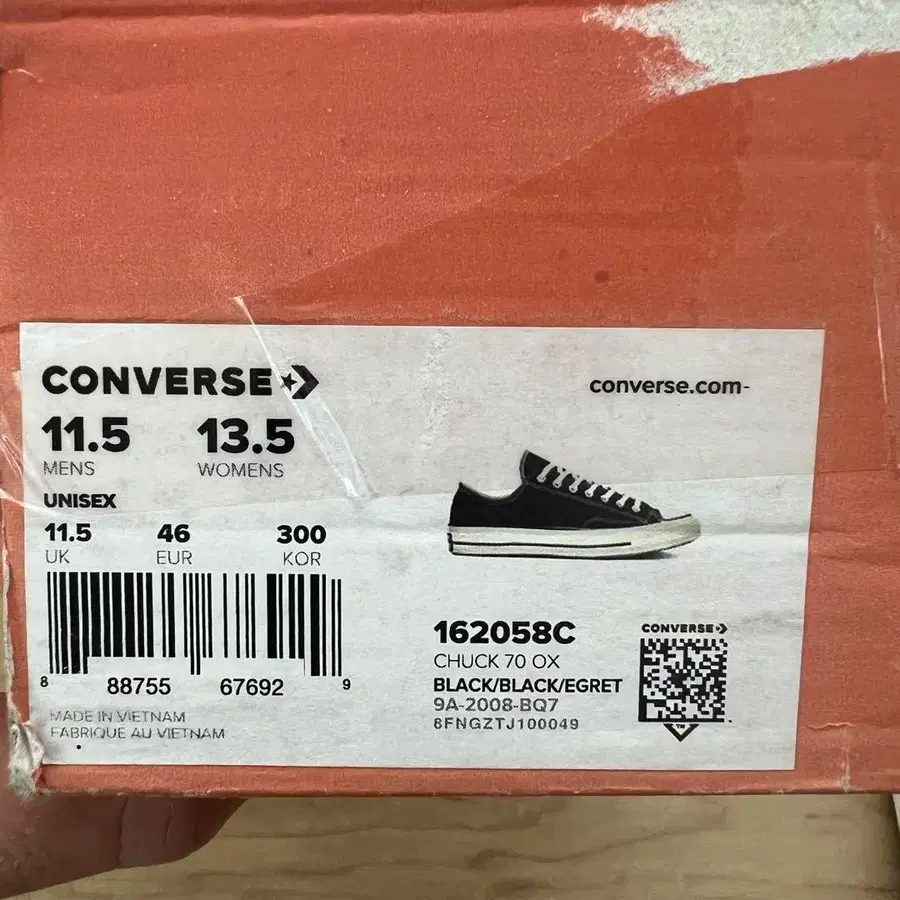 CONVERSE
converse.com-
11.5 13.5
MENS WOMENS
UNISEX
11.5 46 300
UK EUR KOR
8 88755 67692 9
MADE IN VIETNAM
FABRIQUE AU VIETNAM
162058C
CHUCK 70 OX
BLACK/BLACK/EGRET
9A-2008-BQ7
6FNGZTJ100049
CONVERSE